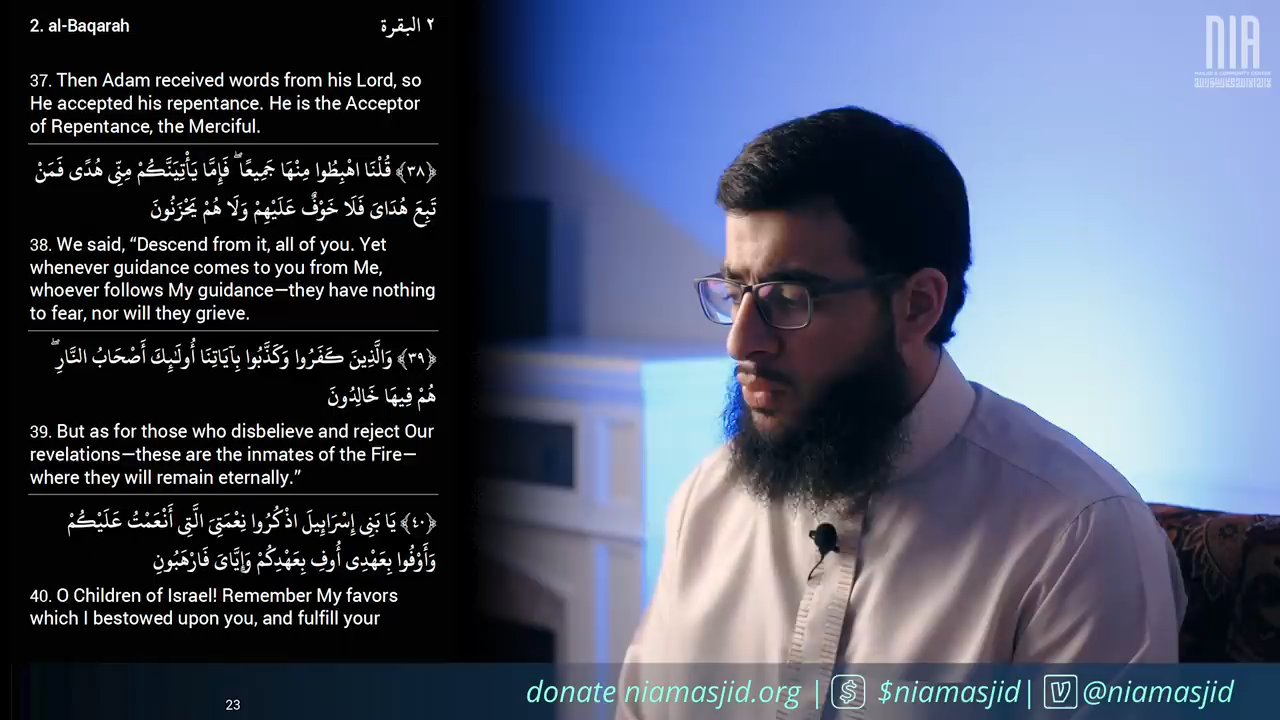 2. al-Baqarah
٢ البقرة
37. Then Adam received words from his Lord, so
He accepted his repentance. He is the Acceptor
of Repentance, the Merciful.
﴿٣٨﴾ قُلْنَا اهْبِطُوا مِنْهَا جَمِيعًا ۖ فَإِمَّا يَأْتِيَنَّكُمْ مِنِّي هُدًى فَمَنْ
تَبِعَ هُدَايَ فَلَا خَوْفٌ عَلَيْهِمْ وَلَا هُمْ يَحْزَنُونَ
38. We said, “Descend from it, all of you. Yet
whenever guidance comes to you from Me,
whoever follows My guidance—they have nothing
to fear, nor will they grieve.
﴿٣٩﴾ وَالَّذِينَ كَفَرُوا وَكَذَّبُوا بِآيَاتِنَا أُولَٰئِكَ أَصْحَابُ النَّارِ ۖ
هُمْ فِيهَا خَالِدُونَ
39. But as for those who disbelieve and reject Our
revelations—these are the inmates of the Fire—
where they will remain eternally.”
﴿٤٠﴾ يَا بَنِي إِسْرَائِيلَ اذْكُرُوا نِعْمَتِيَ الَّتِي أَنْعَمْتُ عَلَيْكُمْ
وَأَوْفُوا بِعَهْدِي أُوفِ بِعَهْدِكُمْ وَإِيَّايَ فَارْهَبُونِ
40. O Children of Israel! Remember My favors
which I bestowed upon you, and fulfill your
23
NIA
MASJID & COMMUNITY CENTER
donate niamasjid.org | $ $niamasjid | V @niamasjid